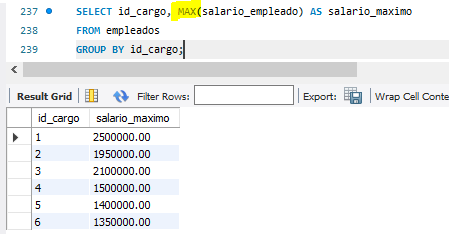 237 SELECT id_cargo, MAX(salario_empleado) AS salario_maximo
238 FROM empleados
239 GROUP BY id_cargo;
Result Grid Filter Rows: Export: Wrap Cell Conte
id_cargo salario_maximo
1 2500000.00
2 1950000.00
3 2100000.00
4 1500000.00
5 1400000.00
6 1350000.00